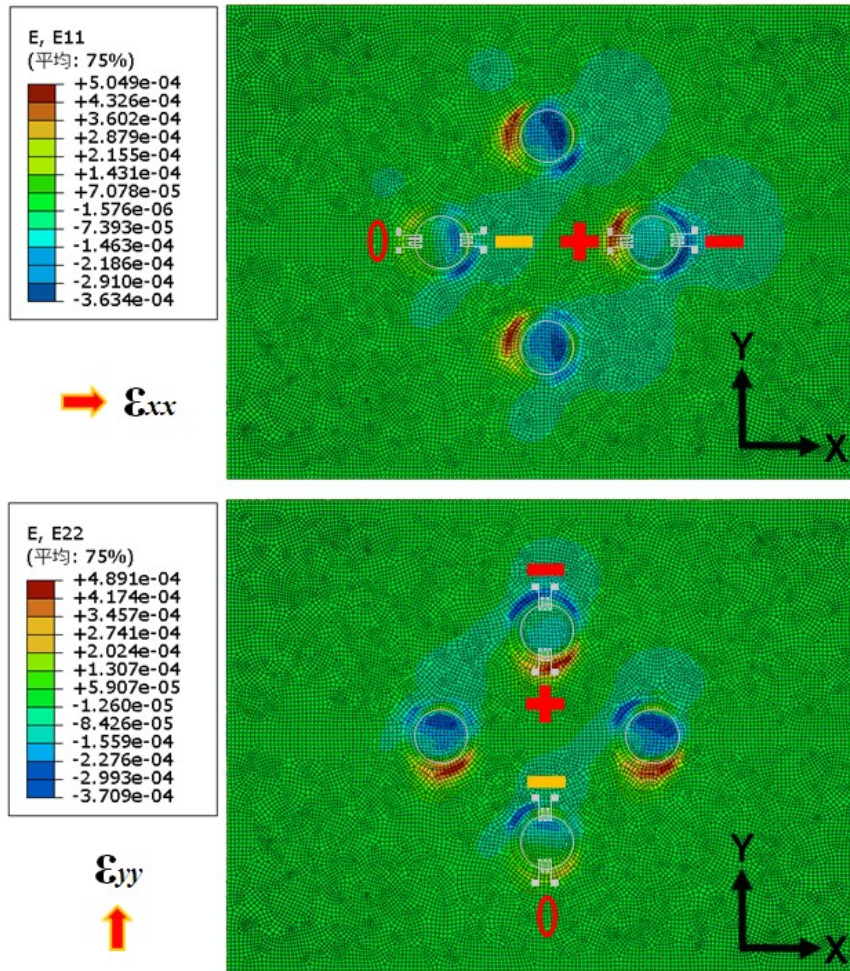 E, E11
(平均: 75%)
+5.049e-04
+4.326e-04
+3.602e-04
+2.879e-04
+2.155e-04
+1.431e-04
+7.078e-05
-1.576e-06
-7.393e-05
-1.463e-04
-2.186e-04
-2.910e-04
-3.634e-04
εxx
0
Y
X
E, E22
(平均: 75%)
+4.891e-04
+4.174e-04
+3.457e-04
+2.741e-04
+2.024e-04
+1.307e-04
+5.907e-05
-1.260e-05
-8.426e-05
-1.559e-04
-2.276e-04
-2.993e-04
-3.709e-04
εyy
0
Y
X